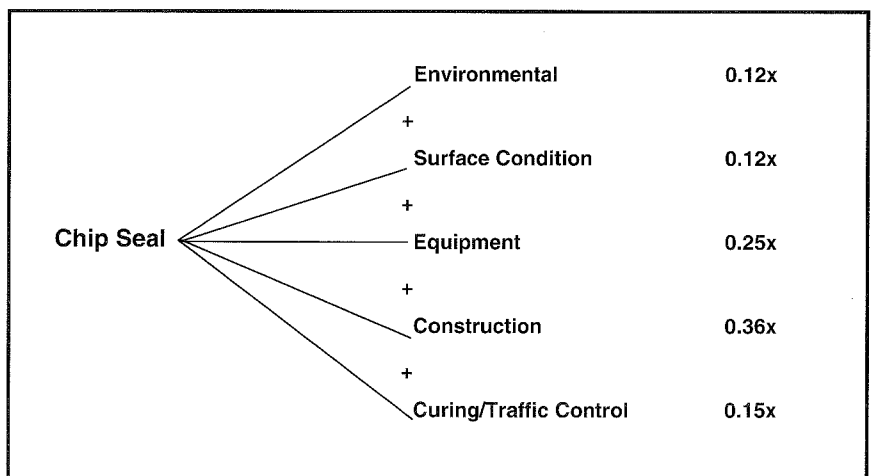 Environmental 0.12x
+
Surface Condition 0.12x
+
Chip Seal Equipment 0.25x
+
Construction 0.36x
+
Curing/Traffic Control 0.15x